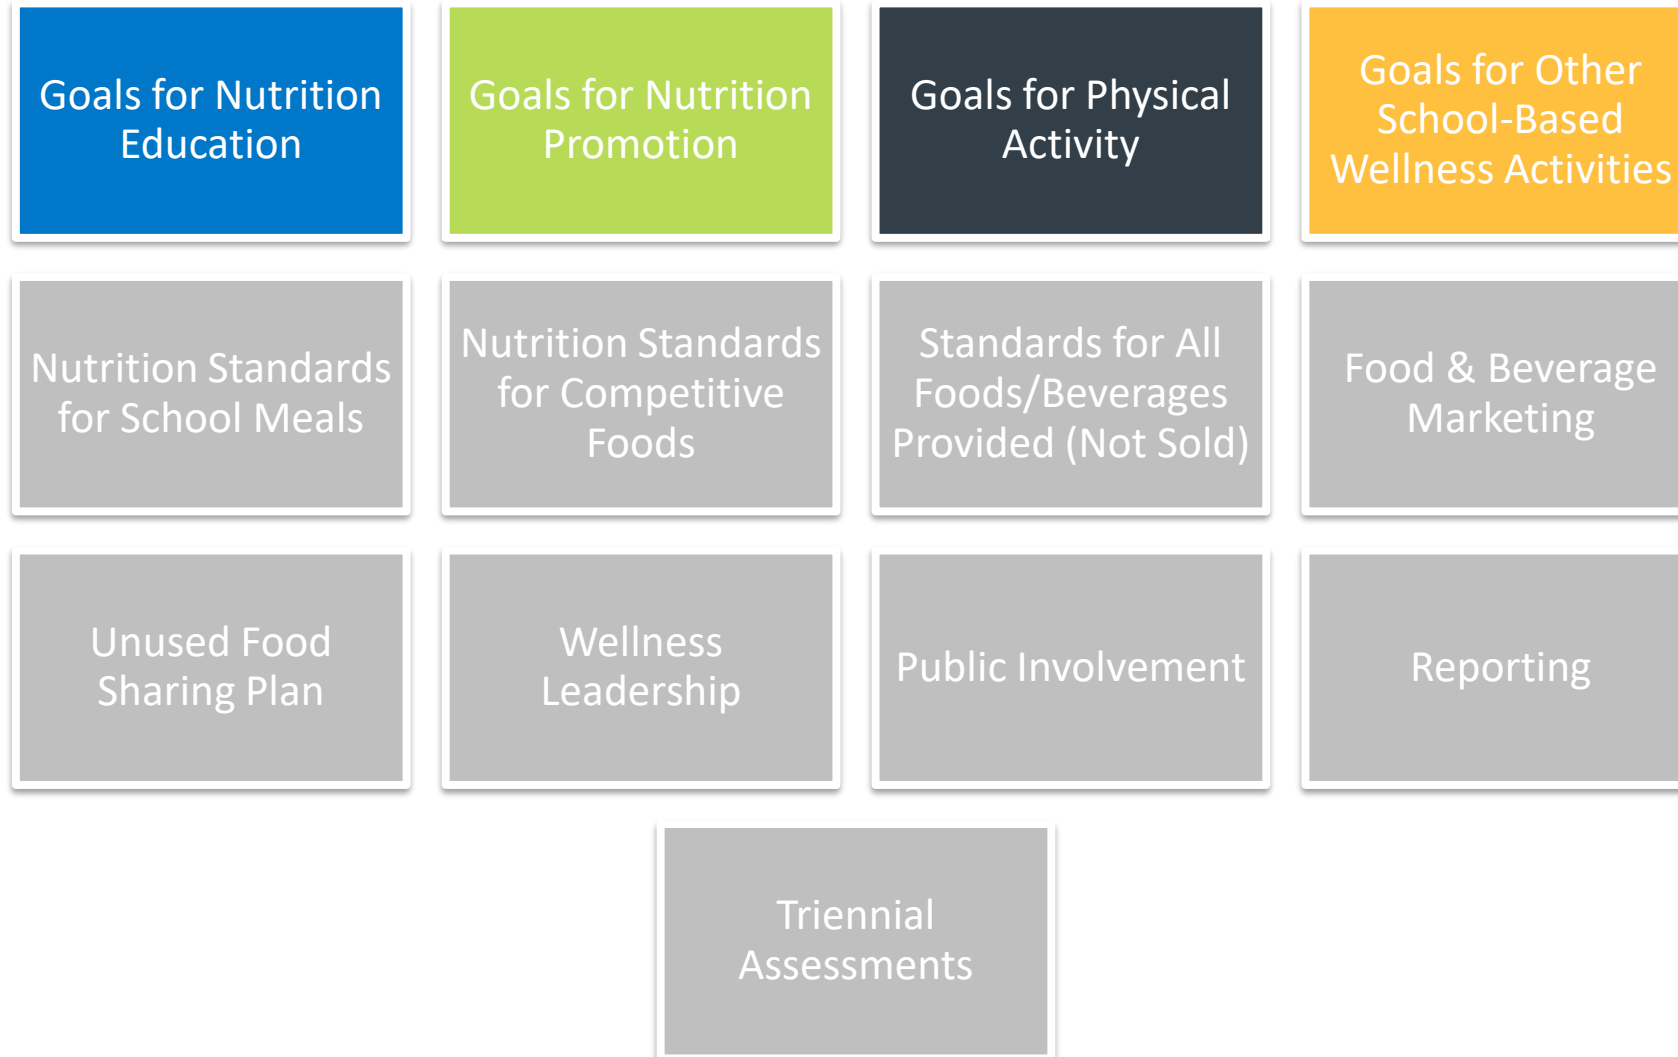 Goals for Nutrition
Education
Goals for Nutrition
Promotion
Goals for Physical
Activity
Goals for Other
School-Based
Wellness Activities
Nutrition Standards
for School Meals
Nutrition Standards
for Competitive
Foods
Standards for All
Foods/Beverages
Provided (Not Sold)
Food & Beverage
Marketing
Unused Food
Sharing Plan
Wellness
Leadership
Public Involvement
Reporting
Triennial
Assessments